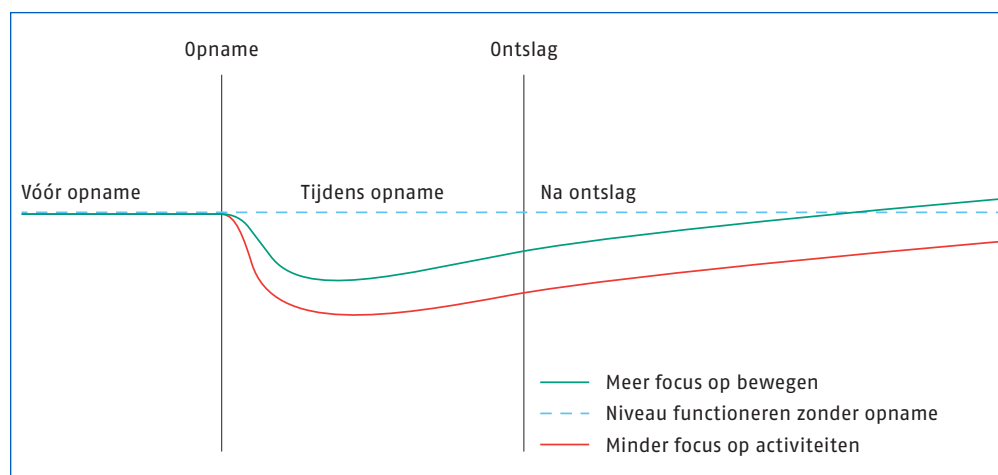 Opname
Ontslag
Vóór opname
Tijdens opname
Na ontslag
Meer focus op bewegen
Niveau functioneren zonder opname
Minder focus op activiteiten